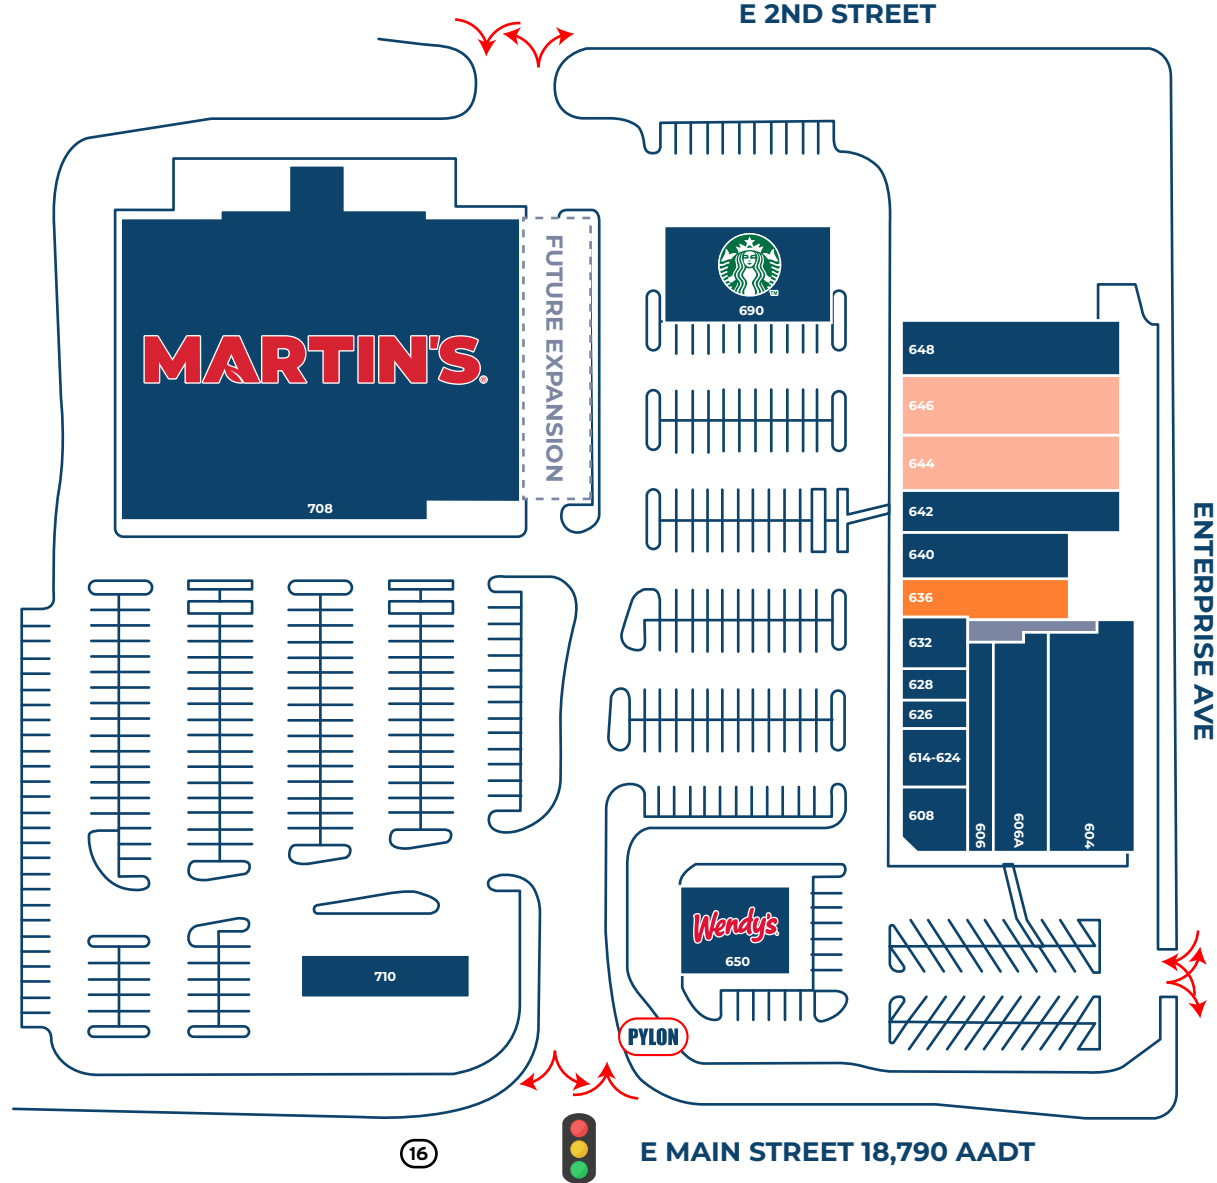 E 2ND STREET
MARTIN'S®
708
FUTURE EXPANSION
TM
690
648
646
644
642
640
636
632
628
626
614-624
608
606
606A
604
ENTERPRISE AVE
Wendy's
650
710
PYLON
16
E MAIN STREET 18,790 AADT